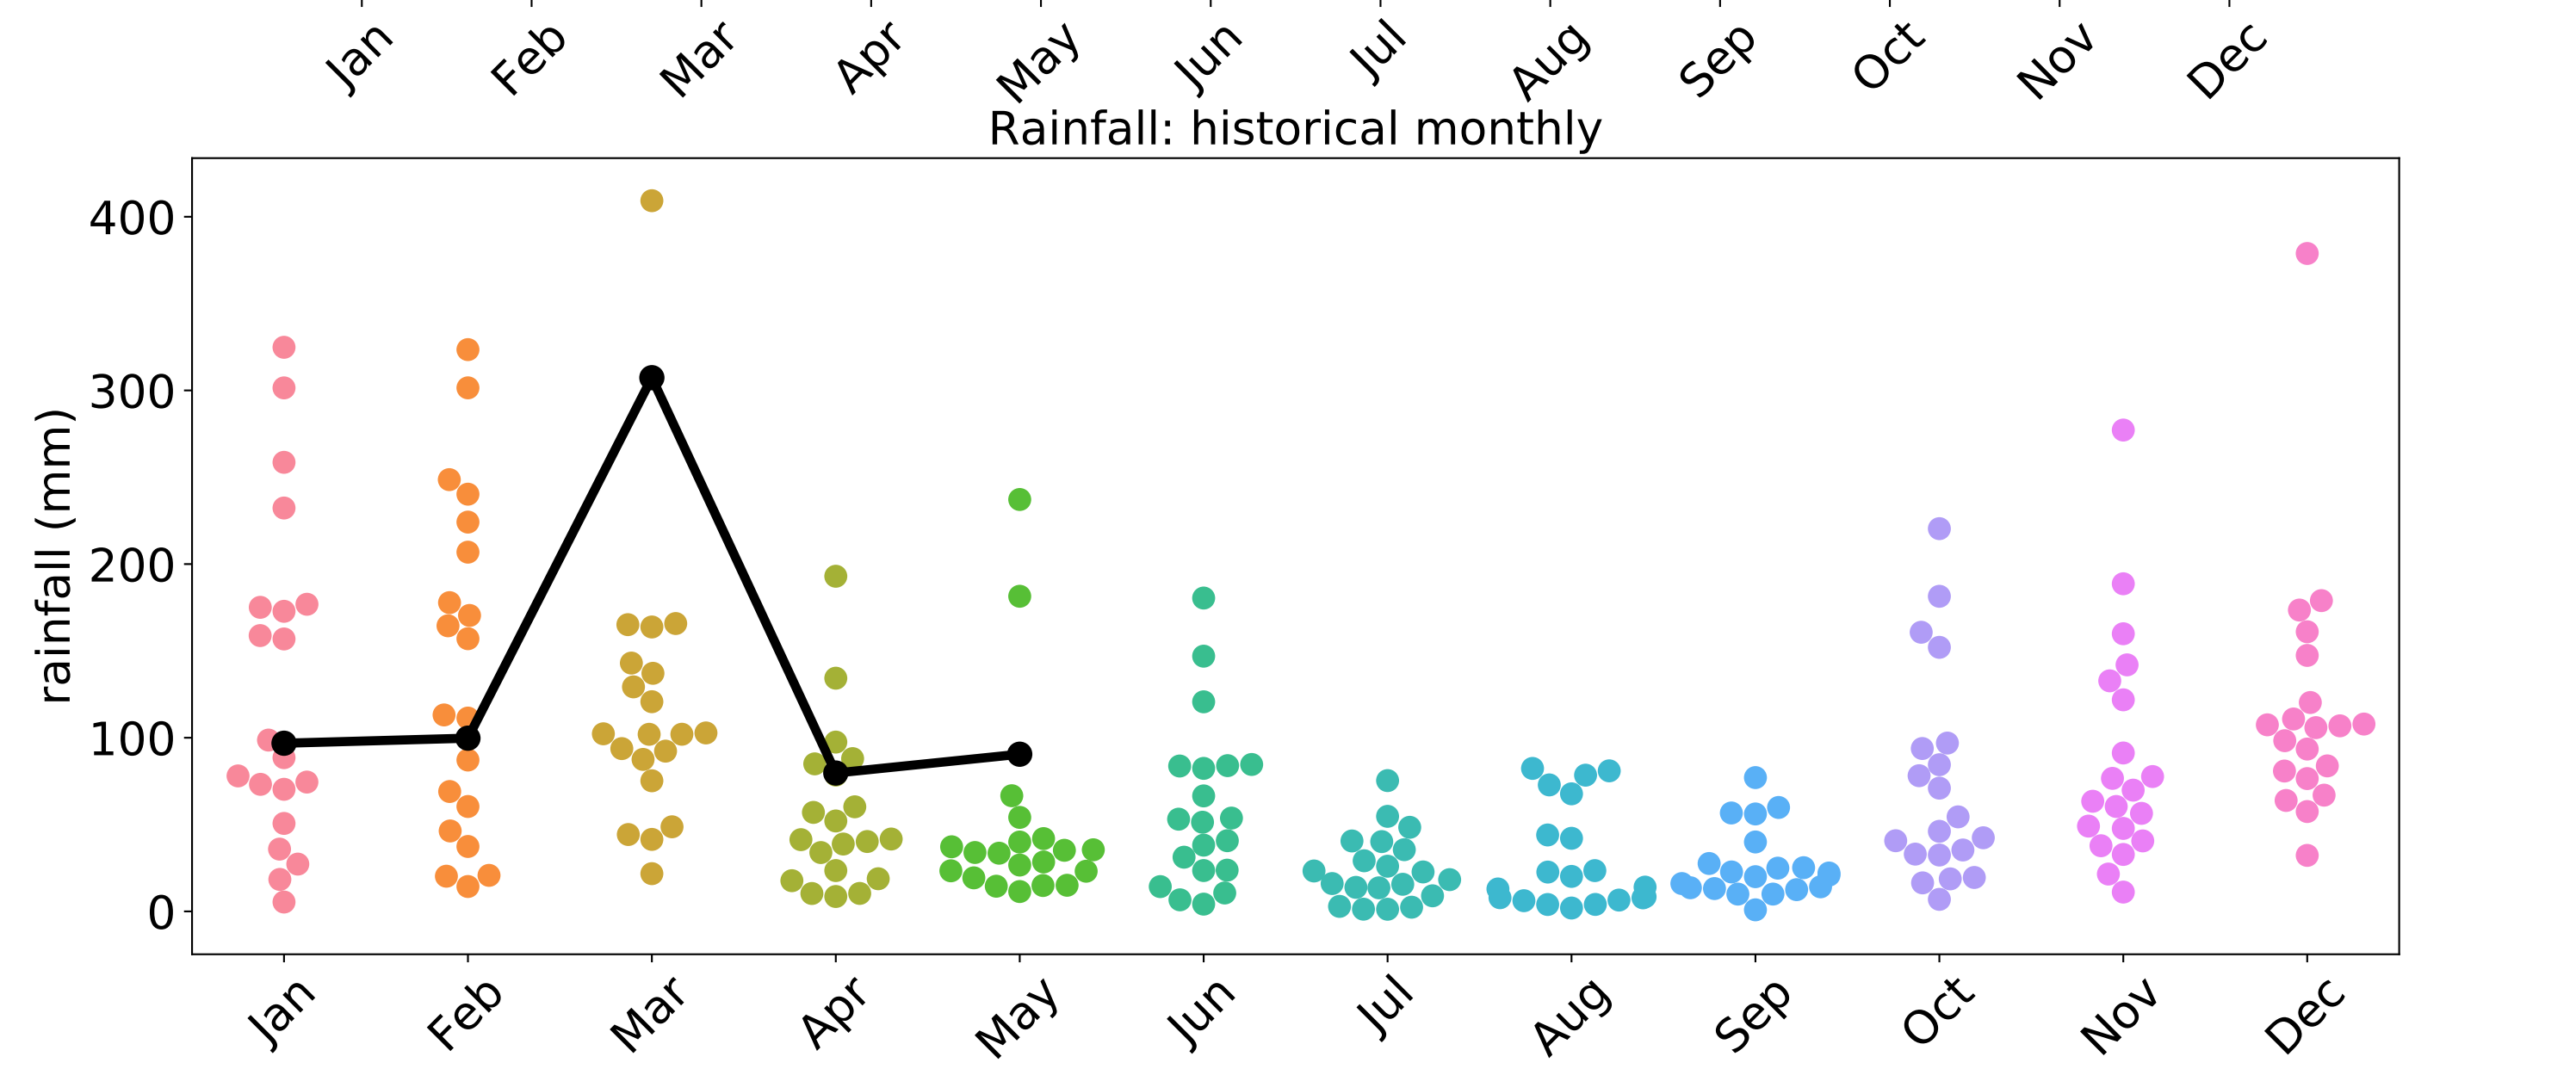 Jan Feb Mar Apr May Jun Jul Aug Sep Oct Nov Dec
Rainfall: historical monthly
rainfall (mm)
400
300
200
100
0
Jan Feb Mar Apr May Jun Jul Aug Sep Oct Nov Dec